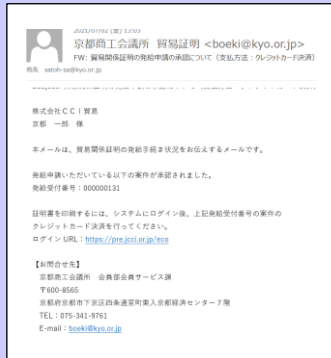 2021/07/02 (金) 13:03
京都商工会議所 貿易証明 <boeki@kyo.or.jp>
FW: 貿易関係証明の発給申請の承認について（支払方法：クレジットカード決済）
宛先 satoh-sa@kyo.or.jp
株式会社ＣＣＩ貿易
京都 一郎 様
本メールは、貿易関係証明の発給手続き状況をお伝えするメールです。
発給申請いただいている以下の案件が承認されました。
発給受付番号：000000131
証明書を印刷するには、システムにログイン後、上記発給受付番号の案件の
クレジットカード決済を行ってください。
ログイン URL：https://pre.jcci.or.jp/eco
【お問合せ先】
京都商工会議所 会員部会員サービス課
〒600-8565
京都府京都市下京区四条通室町東入京都経済センター７階
TEL：075-341-9761
E-mail：boeki@kyo.or.jp